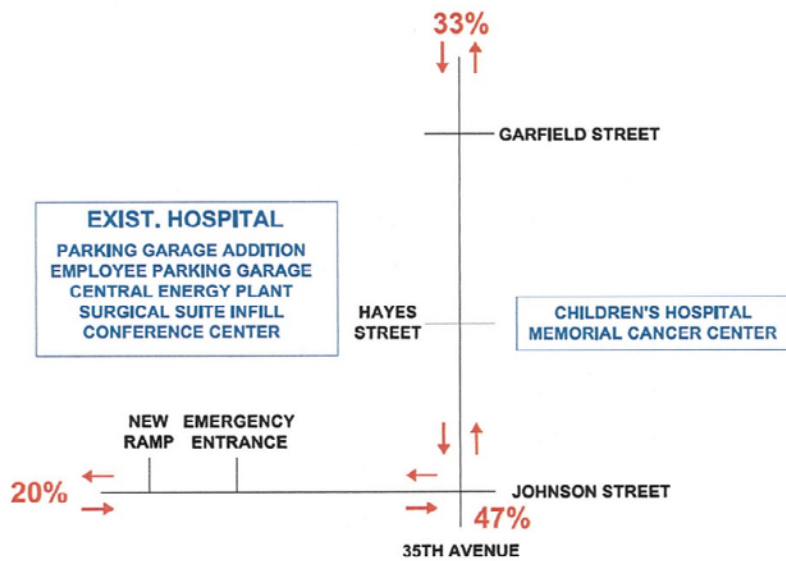 33%
GARFIELD STREET
EXIST. HOSPITAL
PARKING GARAGE ADDITION
EMPLOYEE PARKING GARAGE
CENTRAL ENERGY PLANT
SURGICAL SUITE INFILL
CONFERENCE CENTER
HAYES
STREET
CHILDREN'S HOSPITAL
MEMORIAL CANCER CENTER
NEW
RAMP
EMERGENCY
ENTRANCE
20%
JOHNSON STREET
47%
35TH AVENUE